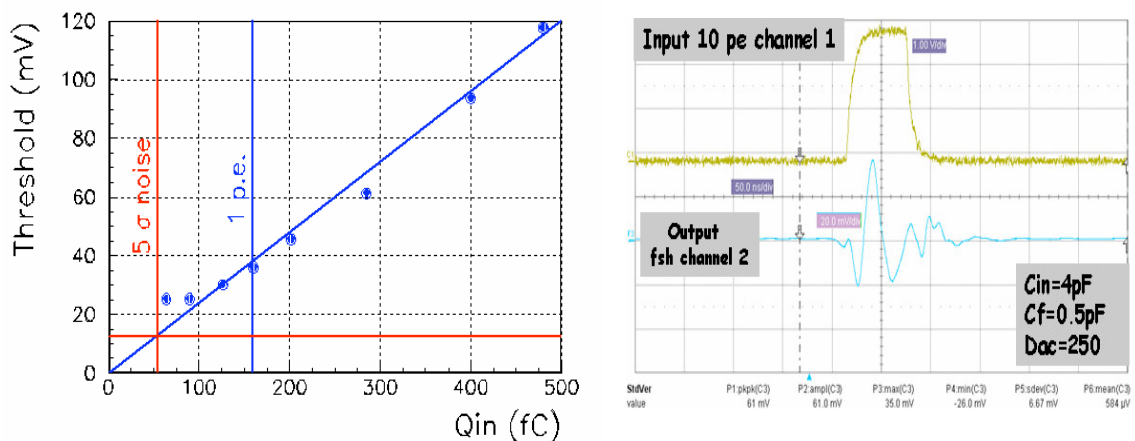 120
100
80
60
40
20
0
Threshold (mV)
5 σ noise
1 p.e.
0
100
200
300
400
500
Qin (fC)
Input 10 pe channel 1
1.00 V/div
50.0 ns/div
20.0 mV/div
Output
fsh channel 2
Cin=4pF
Cf=0.5pF
Dac=250
StdVer P1:pkpk(C3) P2:ampl(C3) P3:max(C3) P4:min(C3) P5:sdev(C3) P6:mean(C3)
value 61 mV 61.0 mV 35.0 mV -26.0 mV 6.67 mV 584 µV